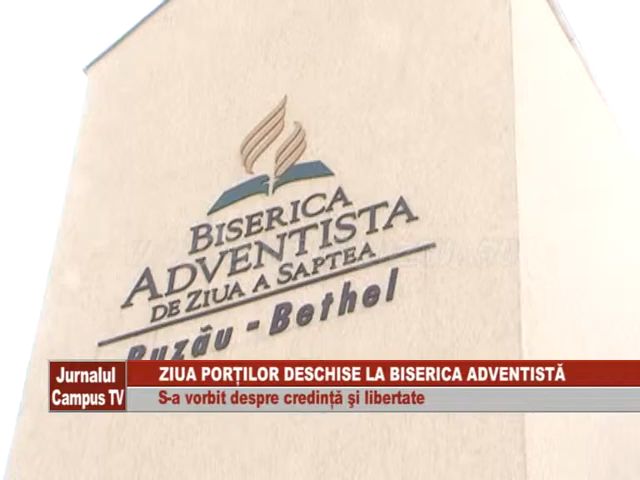 BISERICA
ADVENTISTA
DE ZIUA A SAPTEA
Buzău - Bethel
Jurnalul
Campus TV
ZIUA PORȚILOR DESCHISE LA BISERICA ADVENTISTĂ
S-a vorbit despre credință și libertate